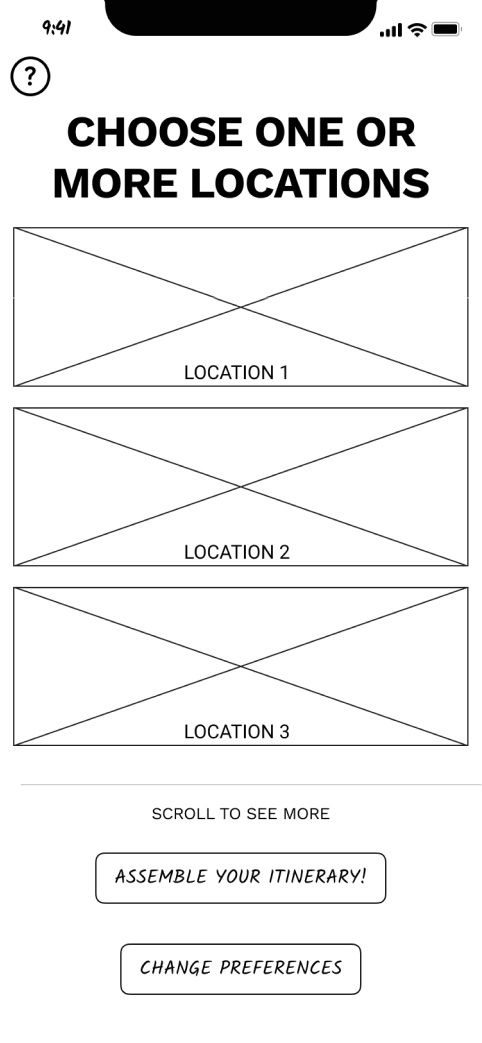 9:41
?
CHOOSE ONE OR
MORE LOCATIONS
LOCATION 1
LOCATION 2
LOCATION 3
SCROLL TO SEE MORE
ASSEMBLE YOUR ITINERARY!
CHANGE PREFERENCES